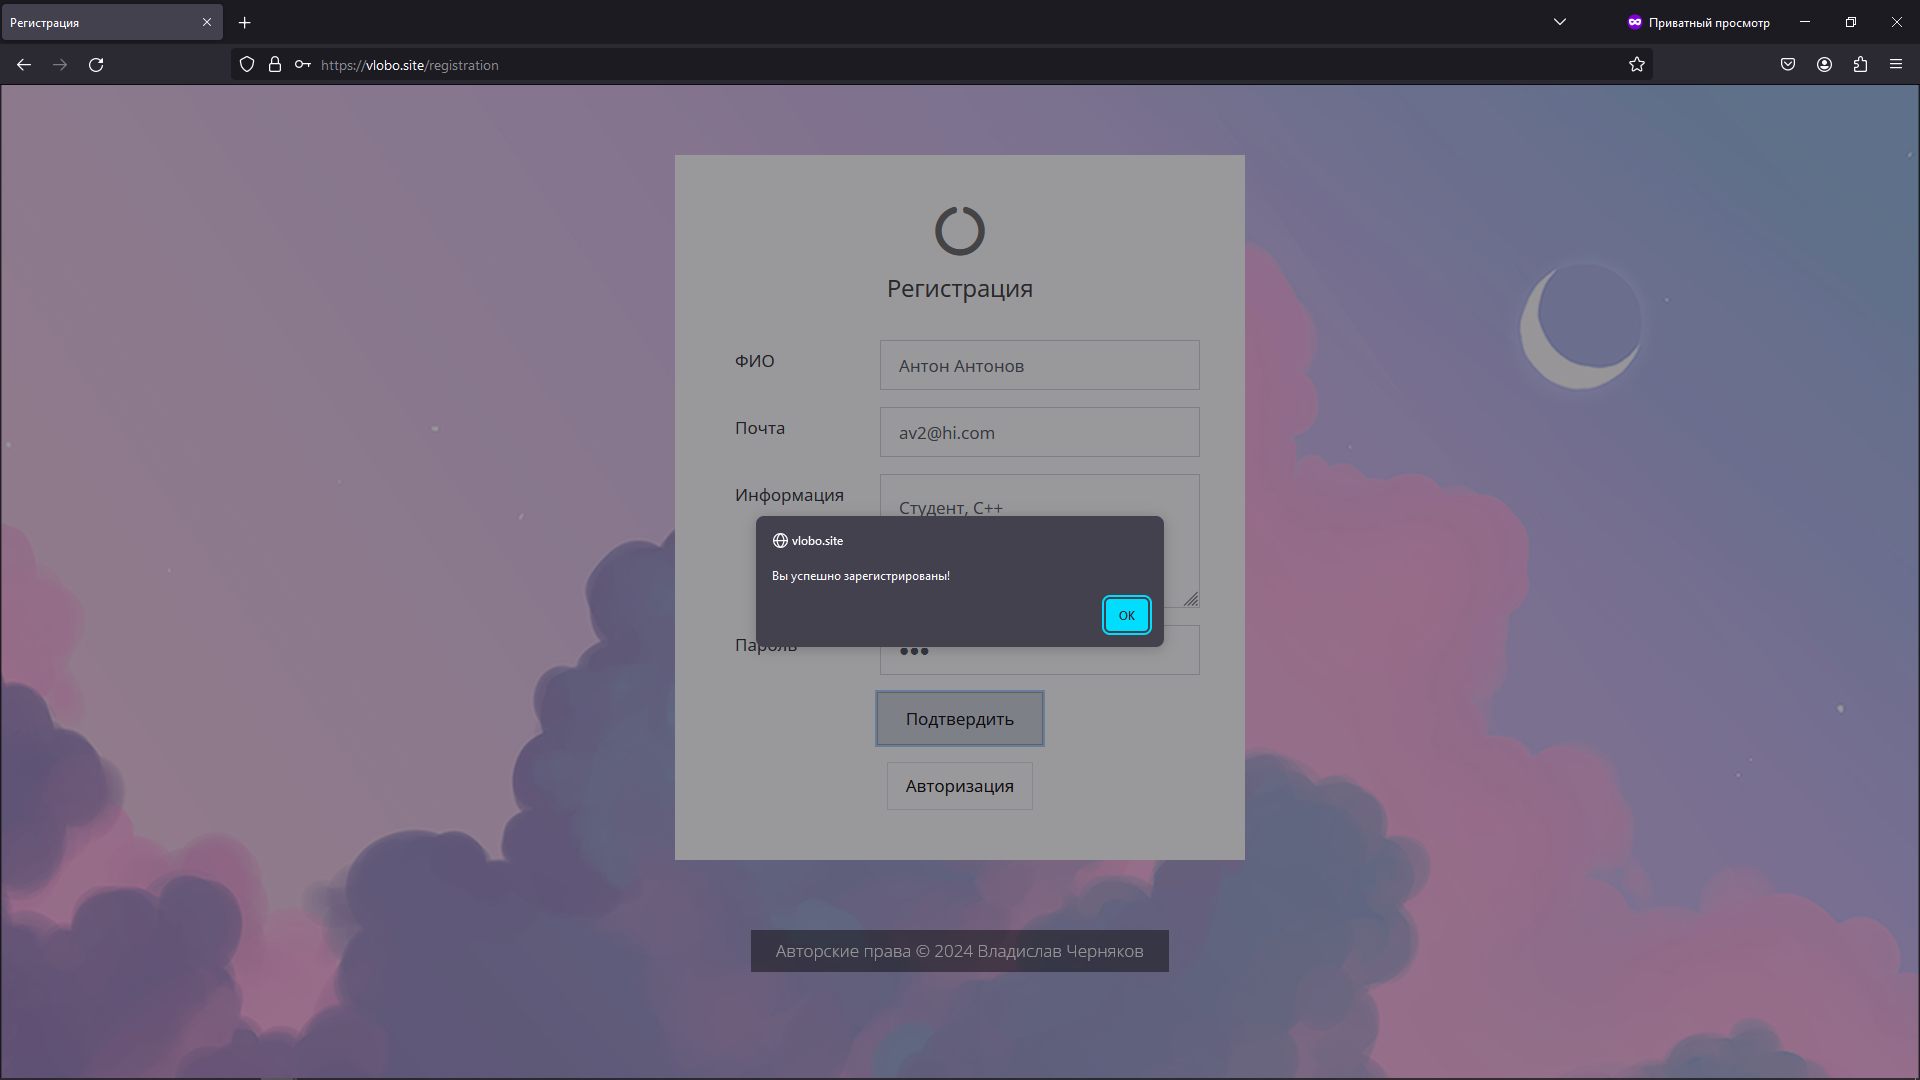 Регистрация
Приватный просмотр
https://vlobo.site/registration
Регистрация
ФИО
Антон Антонов
Почта
av2@hi.com
Информация
Студент, C++
vlobo.site
Вы успешно зарегистрированы!
OK
Пароль
Подтвердить
Авторизация
Авторские права © 2024 Владислав Черняков